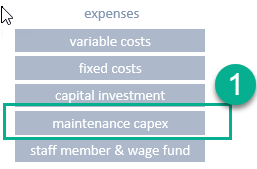 expenses
variable costs
fixed costs
capital investment
1
maintenance capex
staff member & wage fund